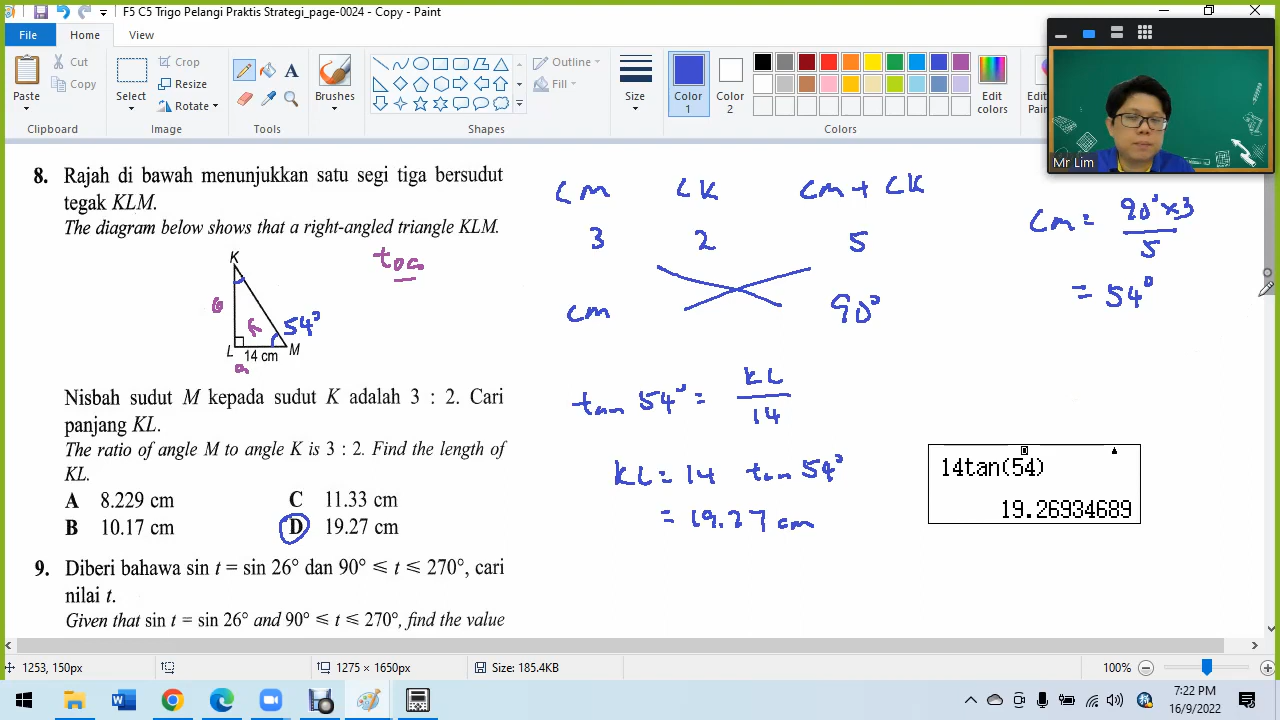 F5 C5 Trigo Pelangi Praktis Strategi_page-0024 - Copy - Paint
File Home View
Paste Cut Copy Select Crop Resize Rotate Brushes Outline Fill Size Color 1 Color 2 Edit colors
Clipboard Image Tools Shapes Colors
Mr Lim
8. Rajah di bawah menunjukkan satu segi tiga bersudut
tegak KLM.
The diagram below shows that a right-angled triangle KLM.
toa
K
o
54°
L 14 cm M
a
Nisbah sudut M kepada sudut K adalah 3 : 2. Cari
panjang KL.
The ratio of angle M to angle K is 3 : 2. Find the length of
KL.
A 8.229 cm C 11.33 cm
B 10.17 cm D 19.27 cm
9. Diberi bahawa sin t = sin 26° dan 90° ⩽ t ⩽ 270°, cari
nilai t.
Given that sin t = sin 26° and 90° ⩽ t ⩽ 270°, find the value
∠M ∠K ∠M + ∠K
3 2 5
∠M 90°
∠M = 90° × 3
5
= 54°
tan 54° = KL
14
KL = 14 tan 54°
= 19.27 cm
14tan(54)
19.26934689
1253, 150px 1275 × 1650px Size: 185.4KB 100%
7:22 PM
16/9/2022